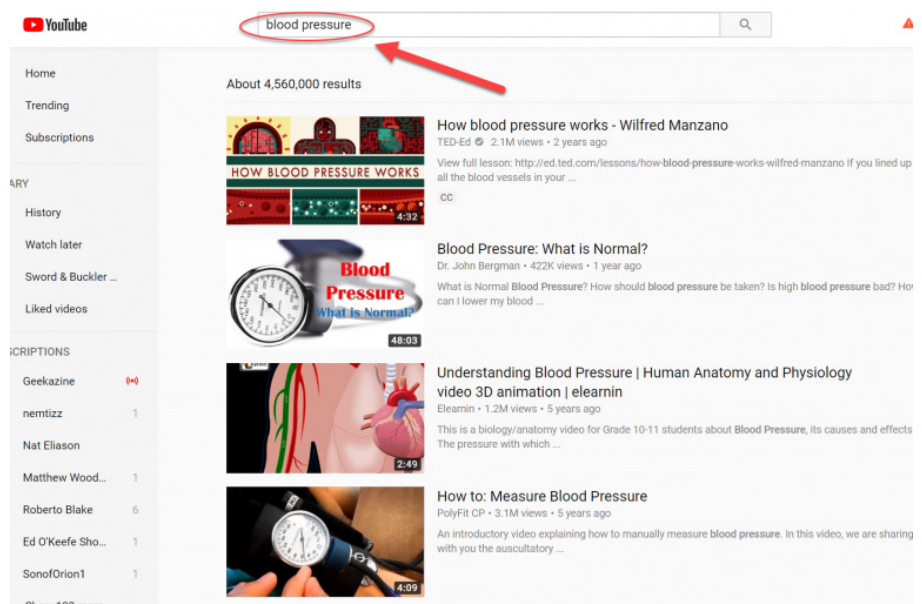 YouTube
blood pressure
Home
Trending
Subscriptions
ARY
History
Watch later
Sword & Buckler ...
Liked videos
SCRIPTIONS
Geekazine
nemtizz 1
Nat Eliason
Matthew Wood... 1
Roberto Blake 6
Ed O'Keefe Sho... 1
SonofOrion1 1
About 4,560,000 results
HOW BLOOD PRESSURE WORKS
4:32
How blood pressure works - Wilfred Manzano
TED-Ed 2.1M views • 2 years ago
View full lesson: http://ed.ted.com/lessons/how-blood-pressure-works-wilfred-manzano If you lined up
all the blood vessels in your ...
CC
Blood
Pressure
What is Normal?
48:03
Blood Pressure: What is Normal?
Dr. John Bergman • 422K views • 1 year ago
What is Normal Blood Pressure? How should blood pressure be taken? Is high blood pressure bad? How
can I lower my blood ...
2:49
Understanding Blood Pressure | Human Anatomy and Physiology
video 3D animation | elearnin
Elearnin • 1.2M views • 5 years ago
This is a biology/anatomy video for Grade 10-11 students about Blood Pressure, its causes and effects
The pressure with which ...
4:09
How to: Measure Blood Pressure
PolyFit CP • 3.1M views • 5 years ago
An introductory video explaining how to manually measure blood pressure. In this video, we are sharing
with you the auscultatory ...